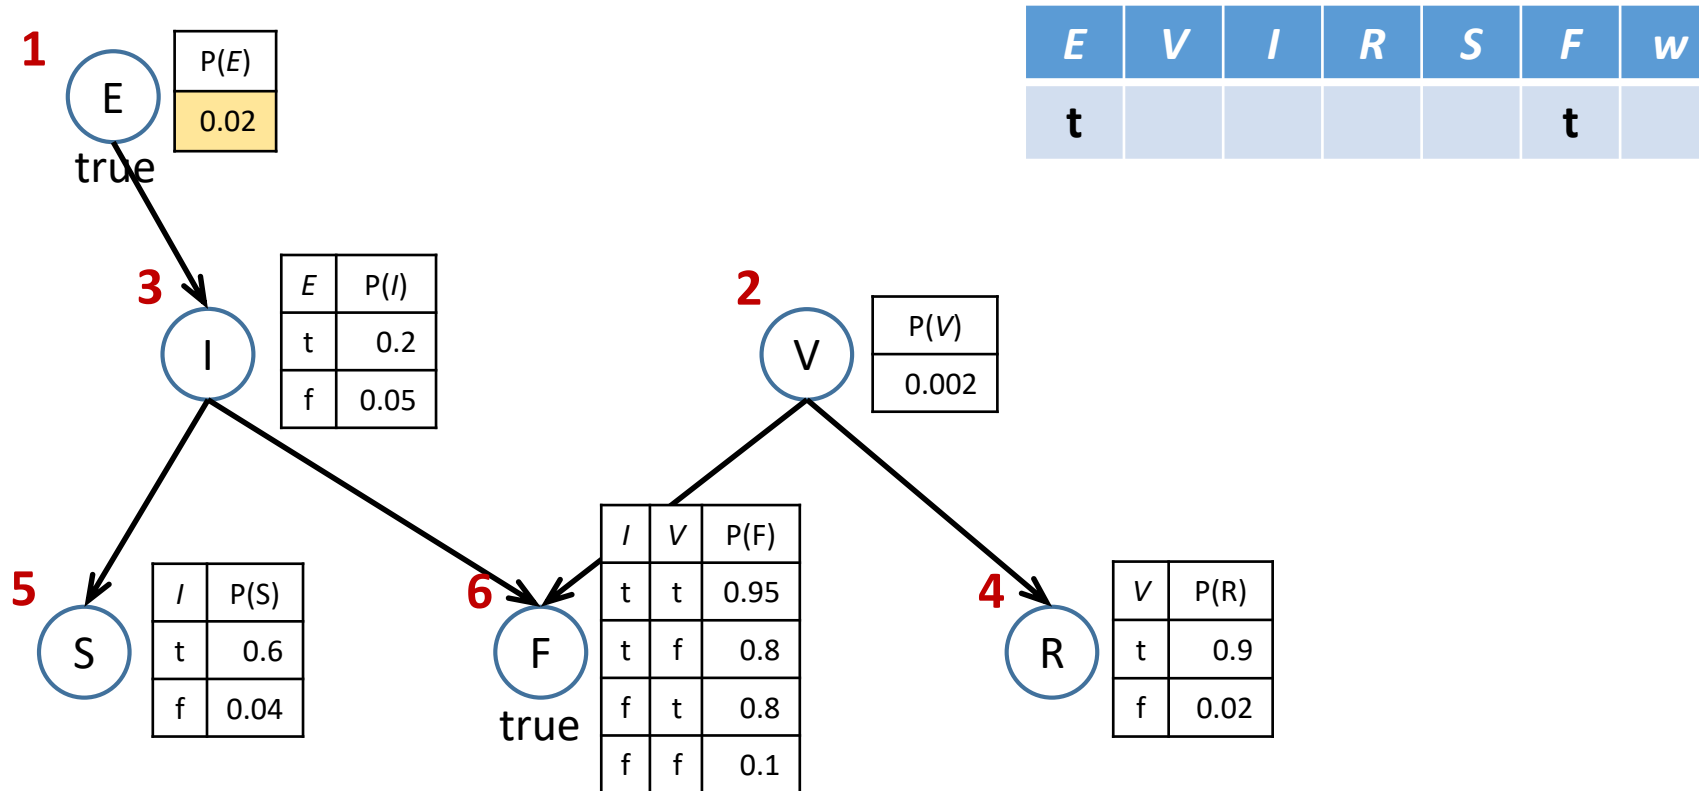 E V I R S F w
t t
1
E
true
P(E)
0.02
3
I
E P(I)
t 0.2
f 0.05
2
V
P(V)
0.002
5
S
I P(S)
t 0.6
f 0.04
6
F
true
I V P(F)
t t 0.95
t f 0.8
f t 0.8
f f 0.1
4
R
V P(R)
t 0.9
f 0.02